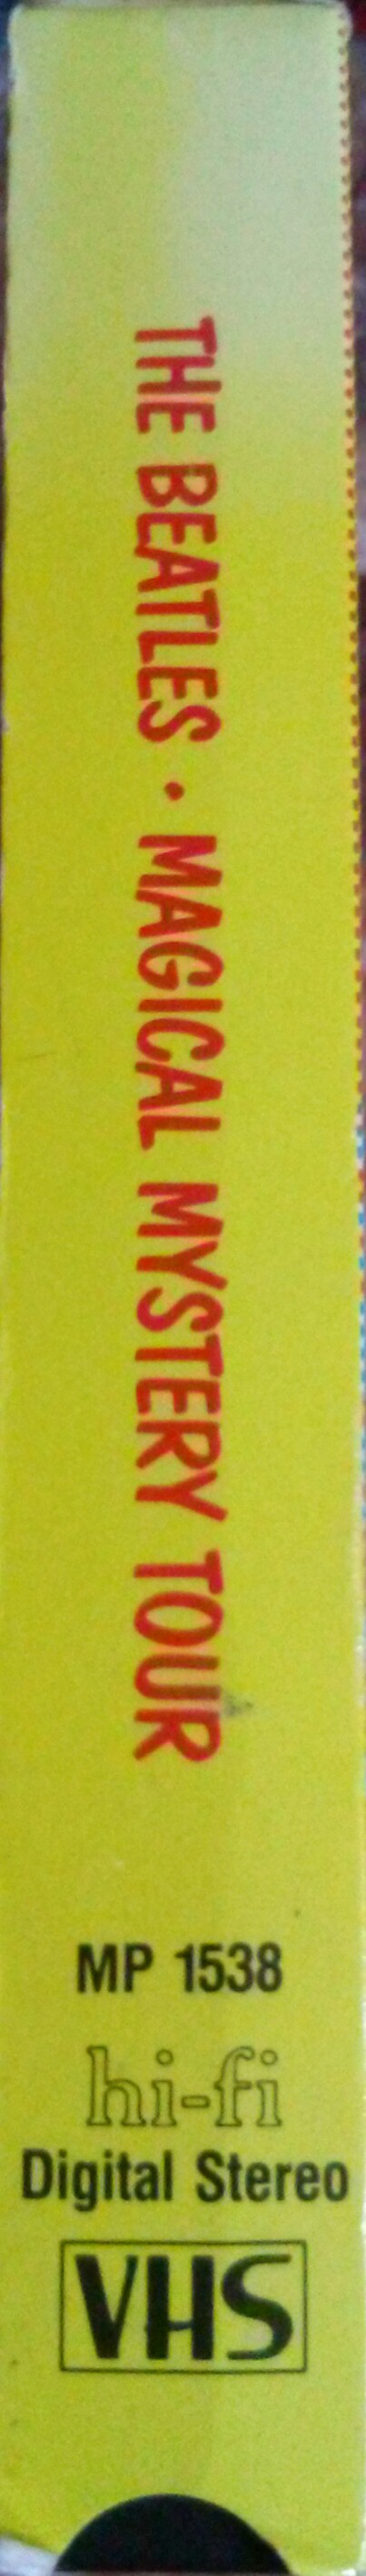 THE BEATLES • MAGICAL MYSTERY TOUR
MP 1538
hi-fi
Digital Stereo
VHS